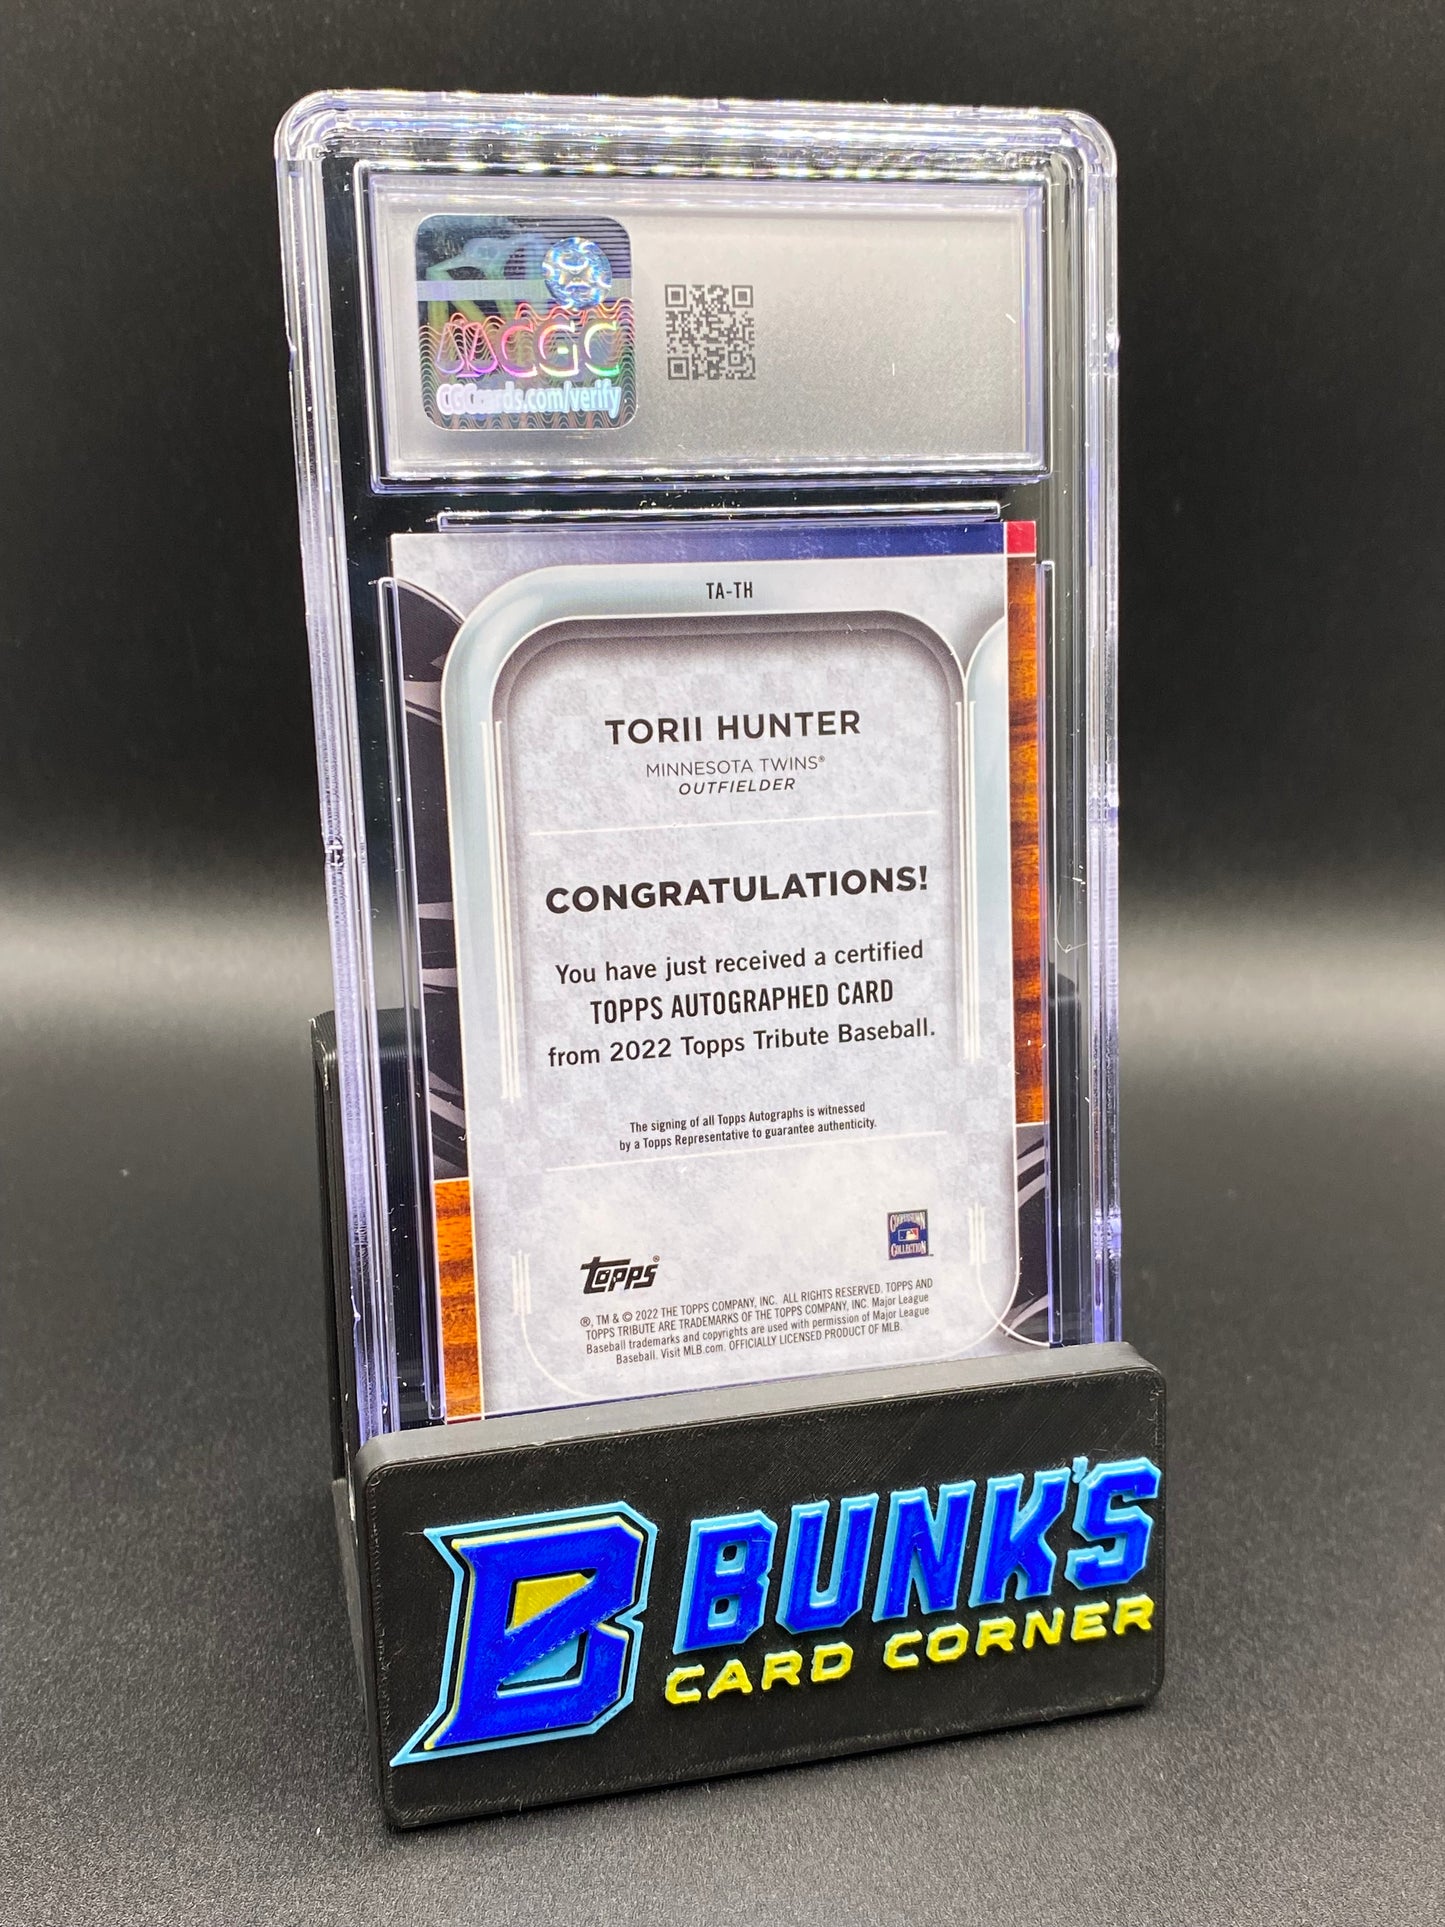 CGC
CGCcards.com/verify
TA-TH
TORII HUNTER
MINNESOTA TWINS®
OUTFIELDER
CONGRATULATIONS!
You have just received a certified
TOPPS AUTOGRAPHED CARD
from 2022 Topps Tribute Baseball.
The signing of all Topps Autographs is witnessed
by a Topps Representative to guarantee authenticity.
COOPERSTOWN
COLLECTION™
Topps®
®, TM & © 2022 THE TOPPS COMPANY, INC. ALL RIGHTS RESERVED. TOPPS AND
TOPPS TRIBUTE ARE TRADEMARKS OF THE TOPPS COMPANY, INC. Major League
Baseball trademarks and copyrights are used with permission of Major League
Baseball. Visit MLB.com. OFFICIALLY LICENSED PRODUCT OF MLB.
B BUNK'S
CARD CORNER